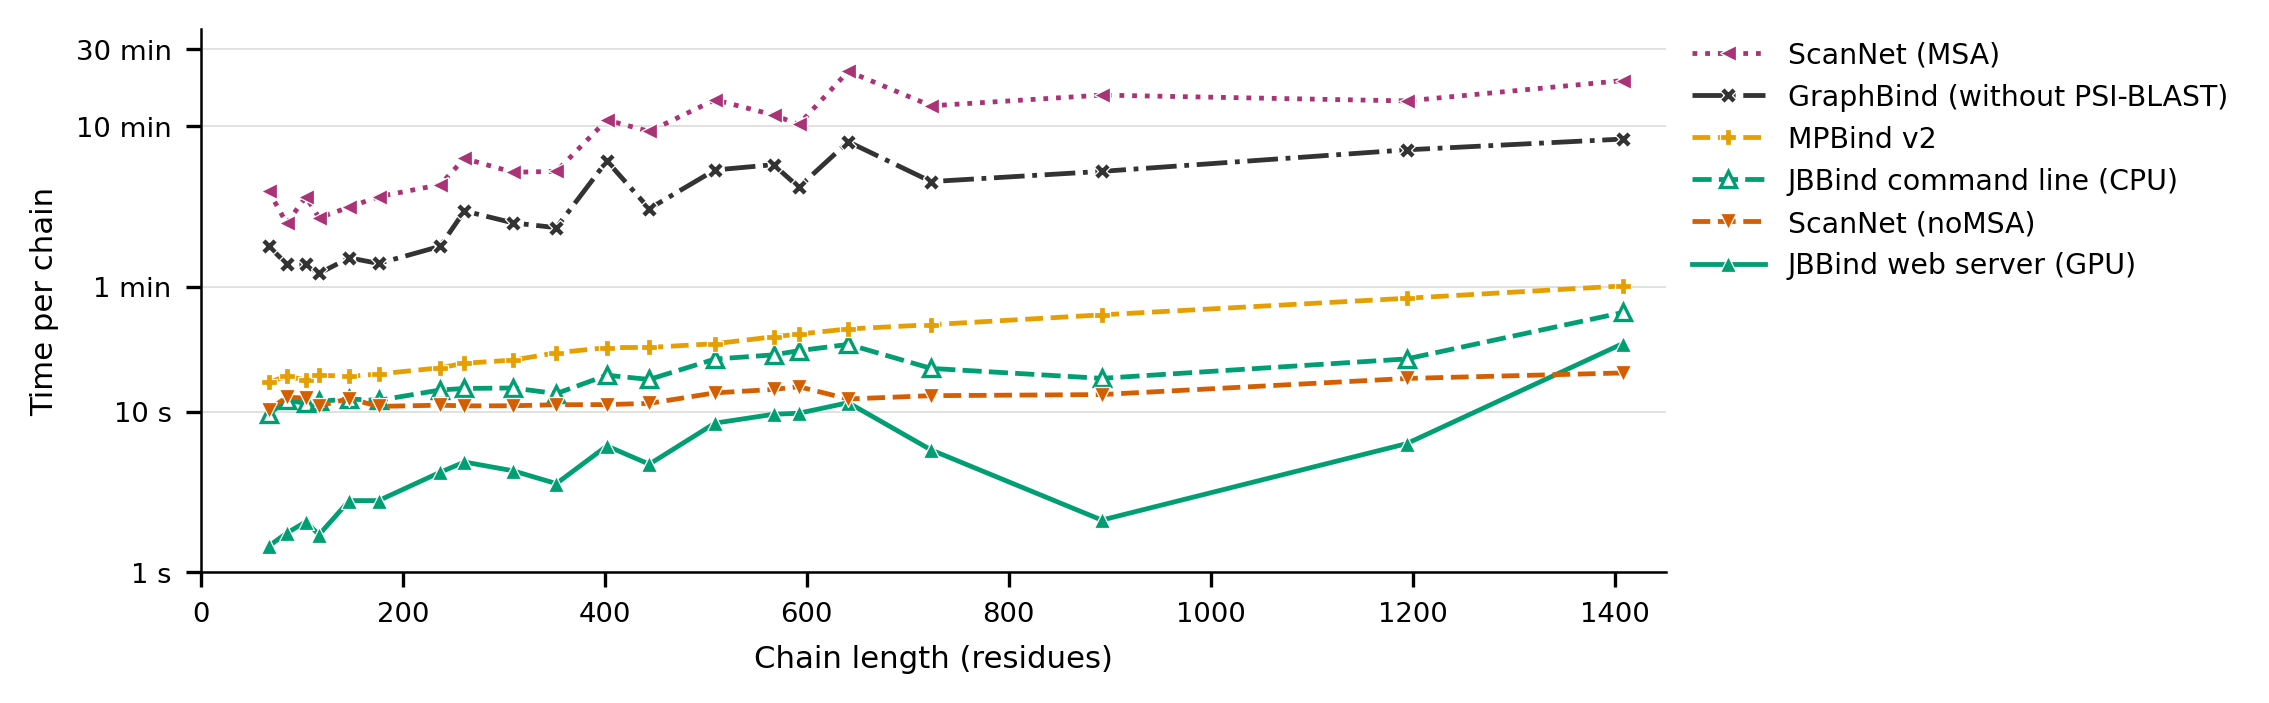 30 min
10 min
1 min
10 s
1 s
Time per chain
0 200 400 600 800 1000 1200 1400
Chain length (residues)
ScanNet (MSA)
GraphBind (without PSI-BLAST)
MPBind v2
JBBind command line (CPU)
ScanNet (noMSA)
JBBind web server (GPU)